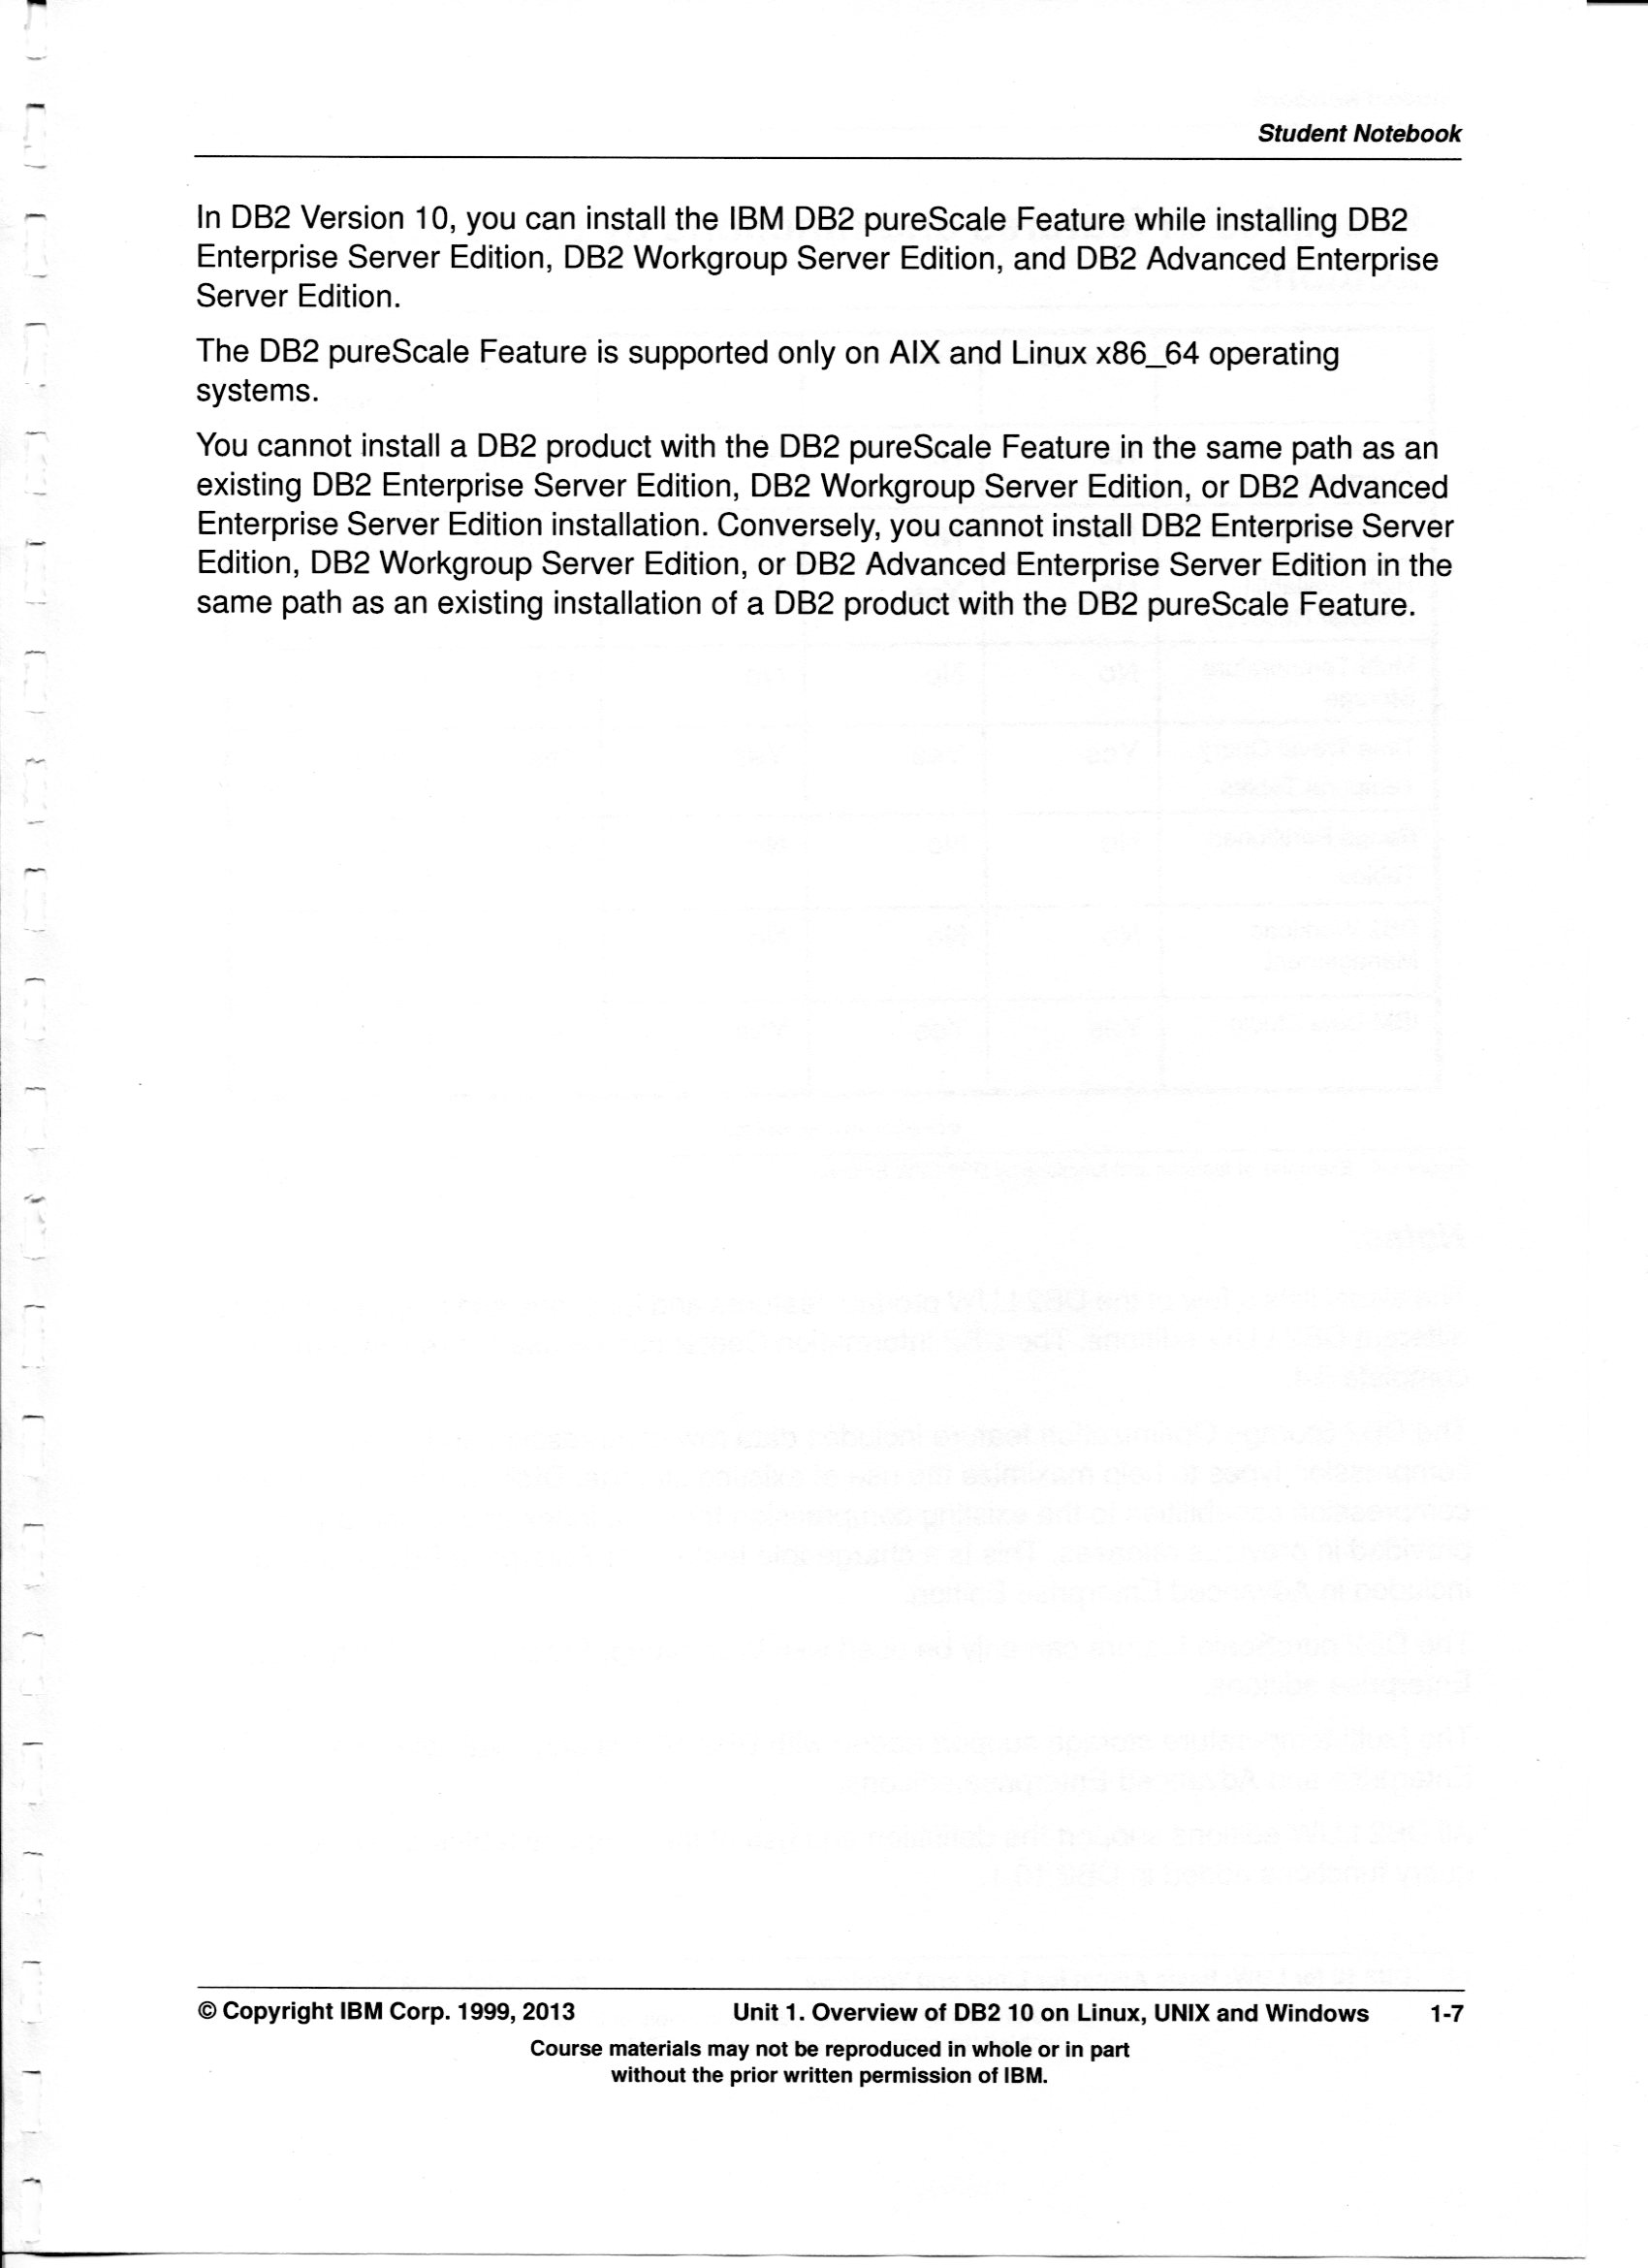 Student Notebook
In DB2 Version 10, you can install the IBM DB2 pureScale Feature while installing DB2
Enterprise Server Edition, DB2 Workgroup Server Edition, and DB2 Advanced Enterprise
Server Edition.
The DB2 pureScale Feature is supported only on AIX and Linux x86_64 operating
systems.
You cannot install a DB2 product with the DB2 pureScale Feature in the same path as an
existing DB2 Enterprise Server Edition, DB2 Workgroup Server Edition, or DB2 Advanced
Enterprise Server Edition installation. Conversely, you cannot install DB2 Enterprise Server
Edition, DB2 Workgroup Server Edition, or DB2 Advanced Enterprise Server Edition in the
same path as an existing installation of a DB2 product with the DB2 pureScale Feature.
© Copyright IBM Corp. 1999, 2013 Unit 1. Overview of DB2 10 on Linux, UNIX and Windows 1-7
Course materials may not be reproduced in whole or in part
without the prior written permission of IBM.